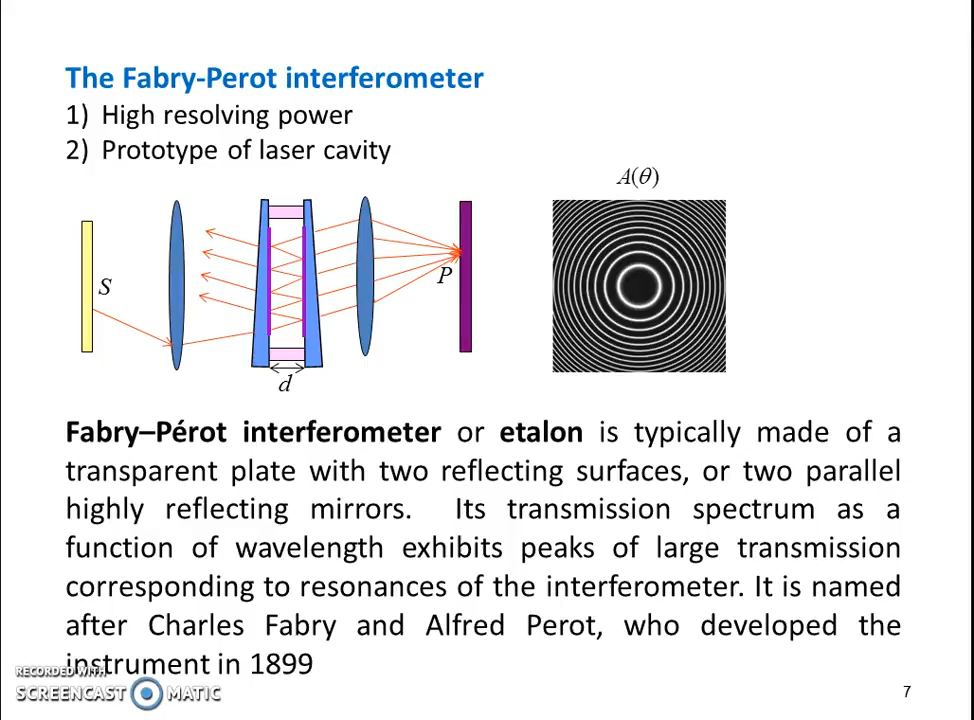 The Fabry-Perot interferometer
1) High resolving power
2) Prototype of laser cavity
A(θ)
S
P
d
Fabry–Pérot interferometer or etalon is typically made of a
transparent plate with two reflecting surfaces, or two parallel
highly reflecting mirrors. Its transmission spectrum as a
function of wavelength exhibits peaks of large transmission
corresponding to resonances of the interferometer. It is named
after Charles Fabry and Alfred Perot, who developed the
instrument in 1899
RECORDED WITH
SCREENCAST MATIC
7